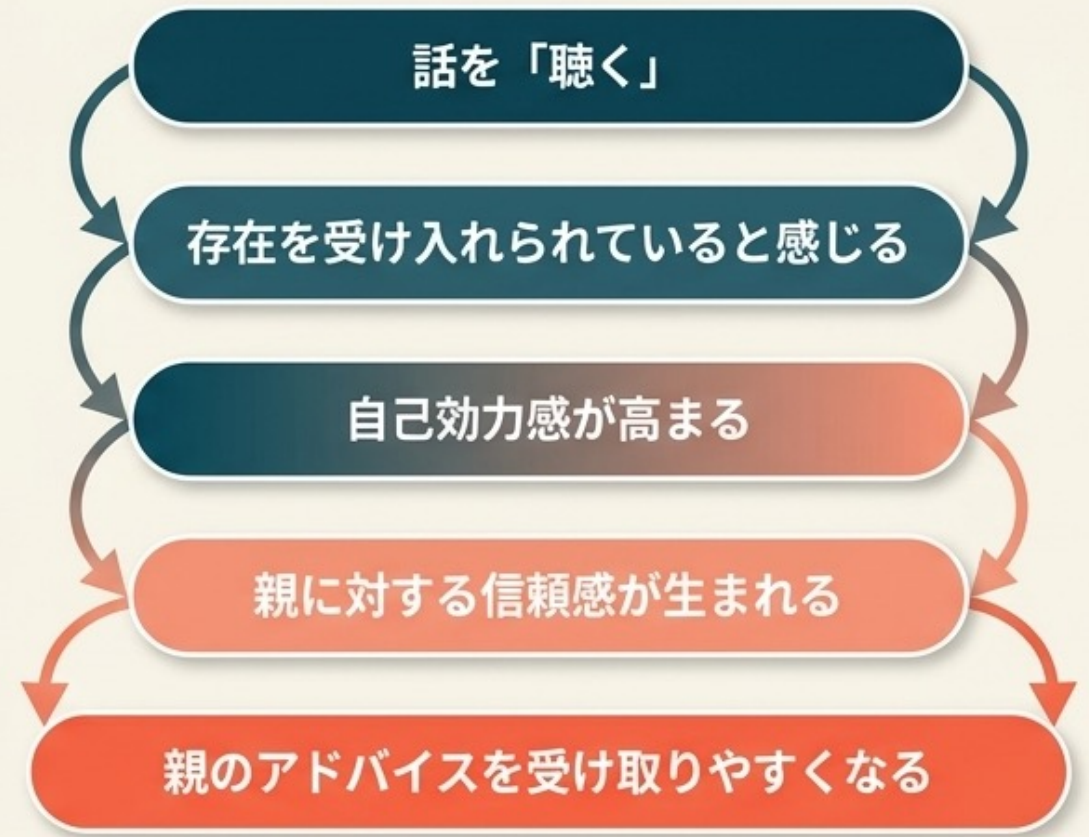 話を「聴く」
存在を受け入れられていると感じる
自己効力感が高まる
親に対する信頼感が生まれる
親のアドバイスを受け取りやすくなる